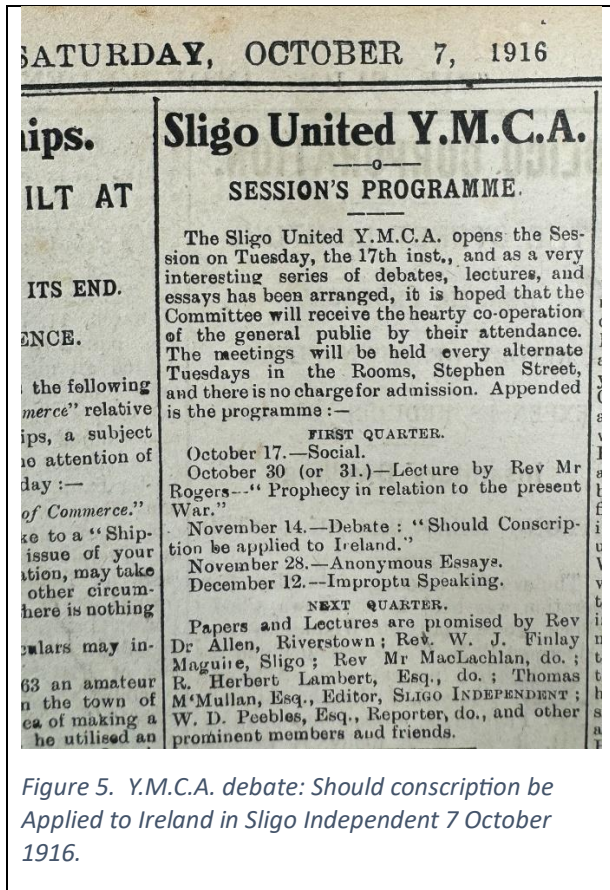 SATURDAY, OCTOBER 7, 1916
ips.
ILT AT
ITS END.
ENCE.
the following
merce" relative
ips, a subject
attention of
day :—
of Commerce."
ke to a "Ship-
issue of your
ation, may take
other circum-
here is nothing
culars may in-
63 an amateur
n the town of
ea of making a
he utilised an
Sligo United Y.M.C.A.
—o—
SESSION'S PROGRAMME.
The Sligo United Y.M.C.A. opens the Ses-
sion on Tuesday, the 17th inst., and as a very
interesting series of debates, lectures, and
essays has been arranged, it is hoped that the
Committee will receive the hearty co-operation
of the general public by their attendance.
The meetings will be held every alternate
Tuesdays in the Rooms, Stephen Street,
and there is no charge for admission. Appended
is the programme :—
FIRST QUARTER.
October 17.—Social.
October 30 (or 31.)—Lecture by Rev Mr
Rogers--" Prophecy in relation to the present
War."
November 14.—Debate : "Should Conscrip-
tion be applied to Ireland."
November 28.—Anonymous Essays.
December 12.—Improptu Speaking.
NEXT QUARTER.
Papers and Lectures are promised by Rev
Dr Allen, Riverstown ; Rev. W. J. Finlay
Maguire, Sligo ; Rev Mr MacLachlan, do. ;
R. Herbert Lambert, Esq., do. ; Thomas
M'Mullan, Esq., Editor, SLIGO INDEPENDENT ;
W. D. Peebles, Esq., Reporter, do., and other
prominent members and friends.
Figure 5. Y.M.C.A. debate: Should conscription be
Applied to Ireland in Sligo Independent 7 October
1916.